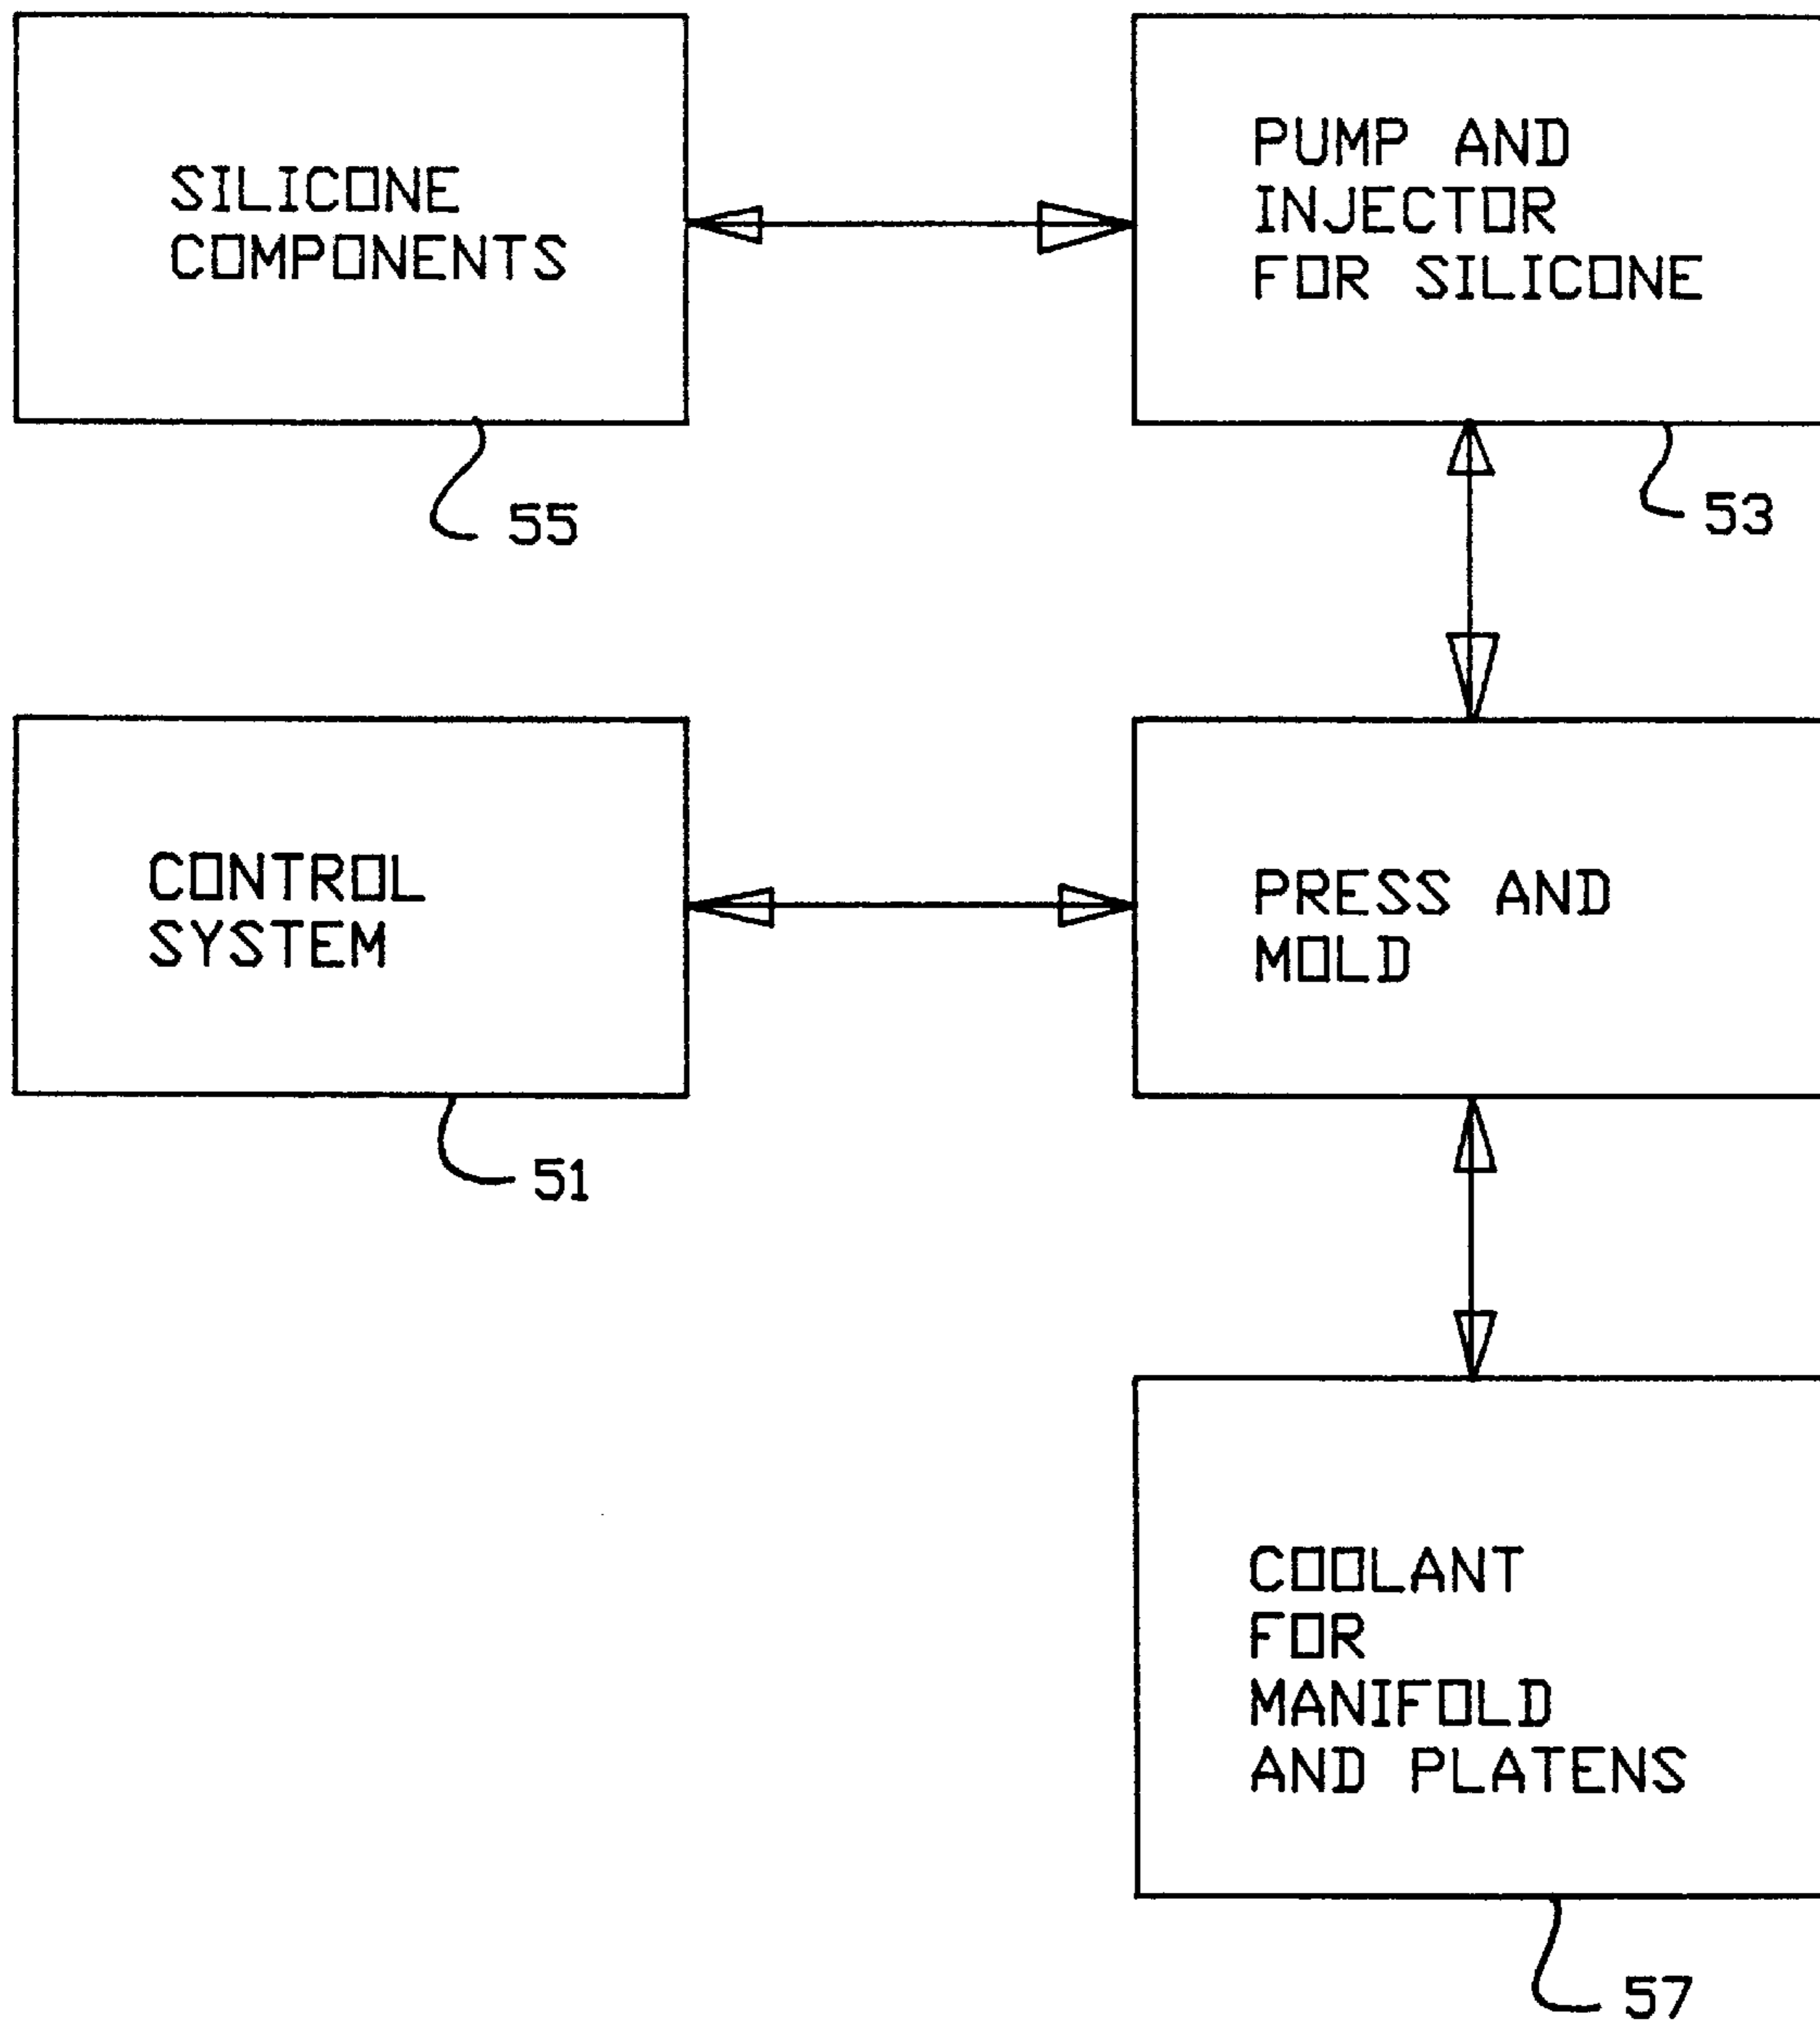 SILICONE
COMPONENTS
55
PUMP AND
INJECTOR
FOR SILICONE
53
CONTROL
SYSTEM
51
PRESS AND
MOLD
COOLANT
FOR
MANIFOLD
AND PLATENS
57